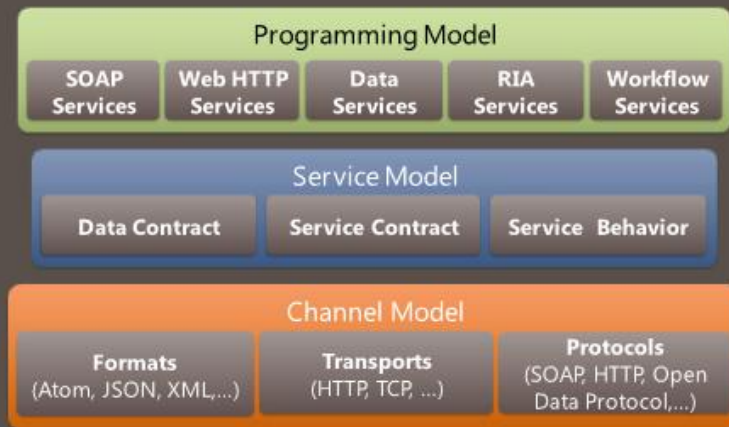 Programming Model
SOAP Services
Web HTTP Services
Data Services
RIA Services
Workflow Services
Service Model
Data Contract
Service Contract
Service Behavior
Channel Model
Formats
(Atom, JSON, XML,...)
Transports
(HTTP, TCP, ...)
Protocols
(SOAP, HTTP, Open
Data Protocol,...)